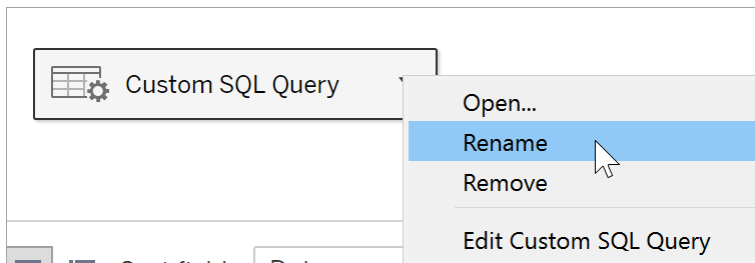 Custom SQL Query
Open...
Rename
Remove
Edit Custom SQL Query